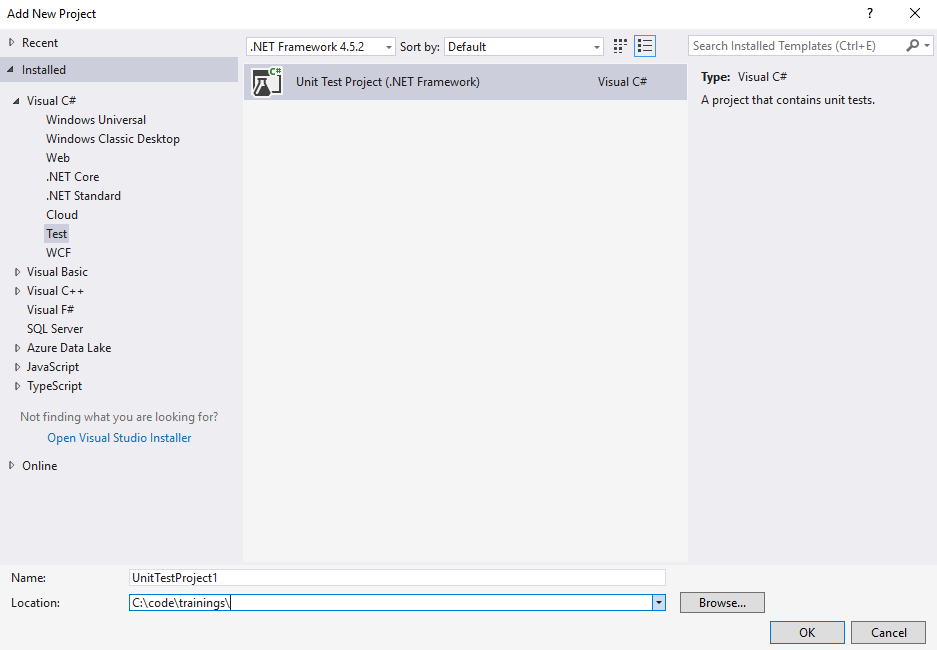 Add New Project
?
Recent
Installed
Visual C#
Windows Universal
Windows Classic Desktop
Web
.NET Core
.NET Standard
Cloud
Test
WCF
Visual Basic
Visual C++
Visual F#
SQL Server
Azure Data Lake
JavaScript
TypeScript
Not finding what you are looking for?
Open Visual Studio Installer
Online
.NET Framework 4.5.2 Sort by: Default
C#
Unit Test Project (.NET Framework) Visual C#
Search Installed Templates (Ctrl+E)
Type: Visual C#
A project that contains unit tests.
Name: UnitTestProject1
Location: C:\code\trainings\ Browse...
OK Cancel